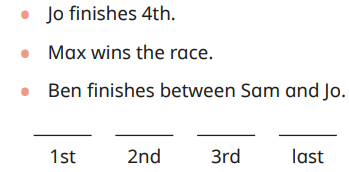 • Jo finishes 4th.
• Max wins the race.
• Ben finishes between Sam and Jo.
1st 2nd 3rd last